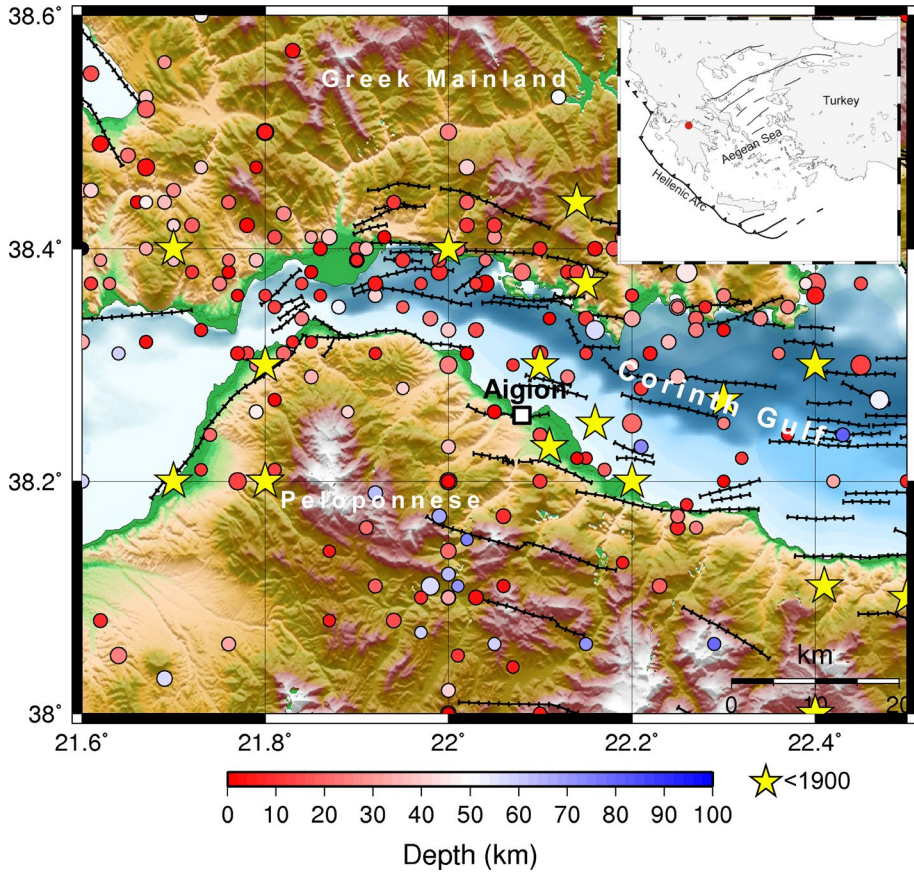 38.6°
38.4°
38.2°
38°
21.6°
21.8°
22°
22.2°
22.4°
Greek Mainland
Turkey
Aegean Sea
Hellenic Arc
Corinth Gulf
Aigion
Peloponnese
km
0
20
<1900
0 10 20 30 40 50 60 70 80 90 100
Depth (km)